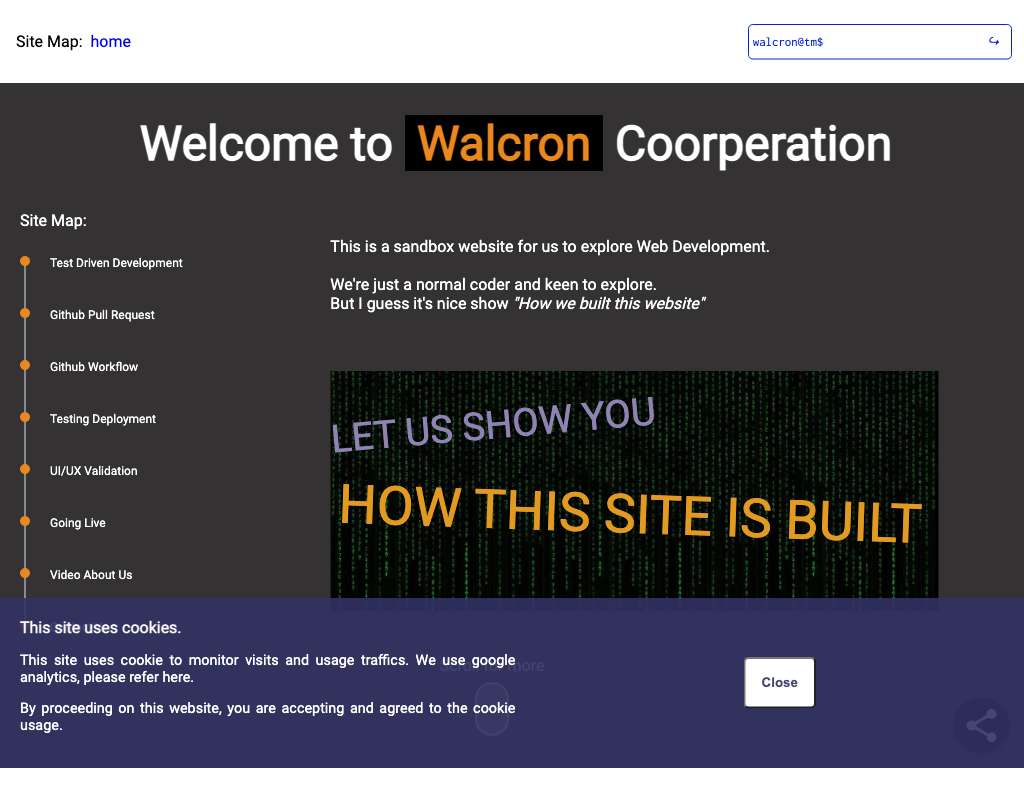 Site Map: home
walcron@tm$
Welcome to Walcron Coorperation
Site Map:
Test Driven Development
Github Pull Request
Github Workflow
Testing Deployment
UI/UX Validation
Going Live
Video About Us
This is a sandbox website for us to explore Web Development.
We're just a normal coder and keen to explore.
But I guess it's nice show "How we built this website"
LET US SHOW YOU
HOW THIS SITE IS BUILT
This site uses cookies.
This site uses cookie to monitor visits and usage traffics. We use google
analytics, please refer here.
By proceeding on this website, you are accepting and agreed to the cookie
usage.
Close